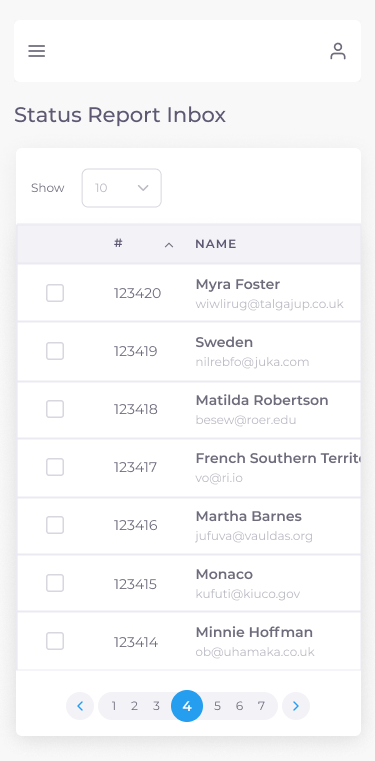 Status Report Inbox
Show 10
# NAME
123420 Myra Foster
wiwlirug@talgajup.co.uk
123419 Sweden
nilrebfo@juka.com
123418 Matilda Robertson
besew@roer.edu
123417 French Southern Territo
vo@ri.io
123416 Martha Barnes
jufuva@vauldas.org
123415 Monaco
kufuti@kiuco.gov
123414 Minnie Hoffman
ob@uhamaka.co.uk
1 2 3 4 5 6 7